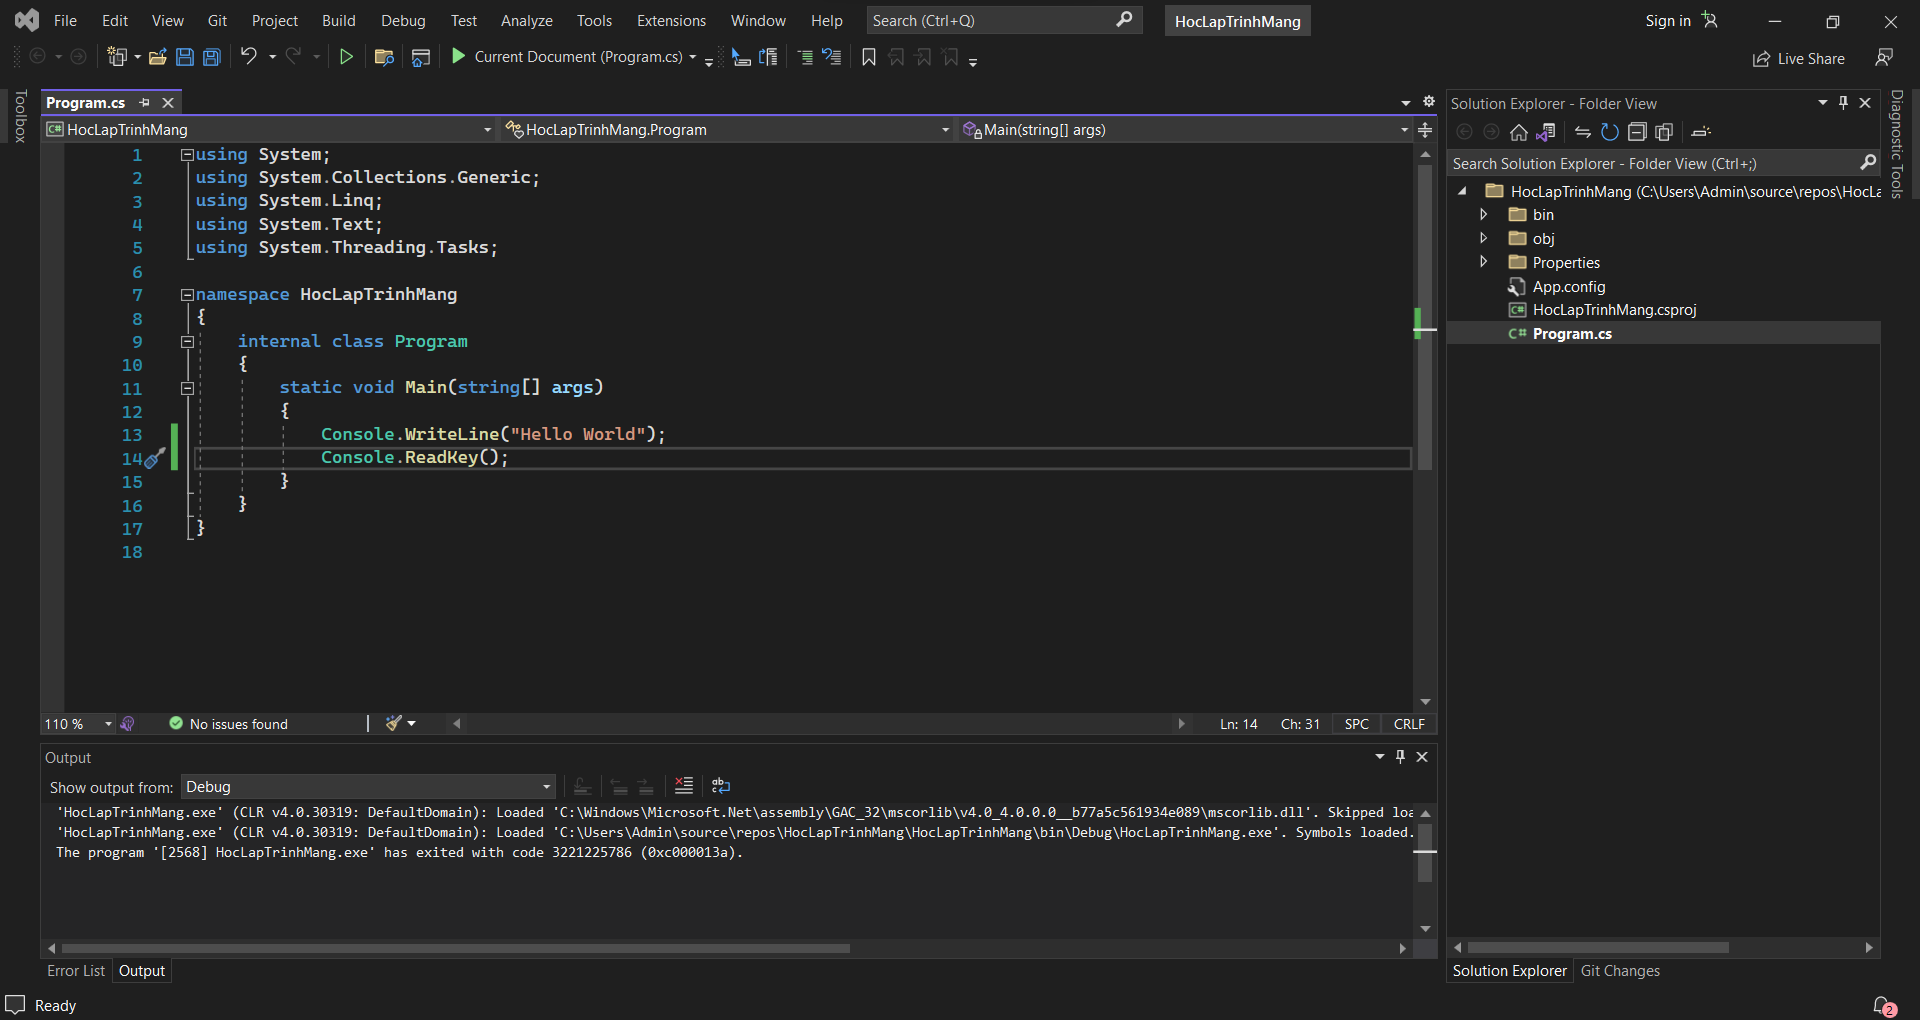 File Edit View Git Project Build Debug Test Analyze Tools Extensions Window Help Search (Ctrl+Q) HocLapTrinhMang Sign in
Current Document (Program.cs) Live Share
Toolbox
Program.cs
HocLapTrinhMang HocLapTrinhMang.Program Main(string[] args)
1 using System;
2 using System.Collections.Generic;
3 using System.Linq;
4 using System.Text;
5 using System.Threading.Tasks;
6
7 namespace HocLapTrinhMang
8 {
9 internal class Program
10 {
11 static void Main(string[] args)
12 {
13 Console.WriteLine("Hello World");
14 Console.ReadKey();
15 }
16 }
17 }
18
110 % No issues found Ln: 14 Ch: 31 SPC CRLF
Output
Show output from: Debug
'HocLapTrinhMang.exe' (CLR v4.0.30319: DefaultDomain): Loaded 'C:\Windows\Microsoft.Net\assembly\GAC_32\mscorlib\v4.0_4.0.0.0__b77a5c561934e089\mscorlib.dll'. Skipped loa
'HocLapTrinhMang.exe' (CLR v4.0.30319: DefaultDomain): Loaded 'C:\Users\Admin\source\repos\HocLapTrinhMang\HocLapTrinhMang\bin\Debug\HocLapTrinhMang.exe'. Symbols loaded.
The program '[2568] HocLapTrinhMang.exe' has exited with code 3221225786 (0xc000013a).
Error List Output
Solution Explorer - Folder View
Search Solution Explorer - Folder View (Ctrl+;)
HocLapTrinhMang (C:\Users\Admin\source\repos\HocLa
bin
obj
Properties
App.config
C# HocLapTrinhMang.csproj
C# Program.cs
Solution Explorer Git Changes
Diagnostic Tools
Ready 2